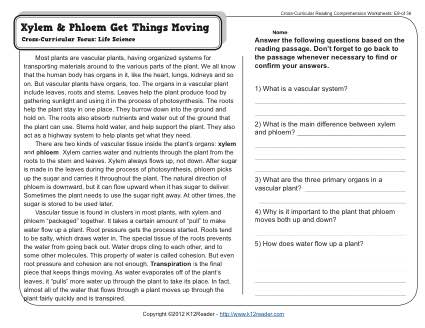 Cross-Curricular Reading Comprehension Worksheets: E9 of 36
Xylem & Phloem Get Things Moving
Cross-Curricular Focus: Life Science
Most plants are vascular plants, having organized systems for
transporting materials around to the various parts of the plant. We all know
that the human body has organs in it, like the heart, lungs, kidneys and so
on. But vascular plants have organs, too. The organs in a vascular plant
include leaves, roots and stems. Leaves help the plant produce food by
gathering sunlight and using it in the process of photosynthesis. The roots
help the plant stay in place. They burrow down into the ground and
hold on. The roots also absorb nutrients and water out of the ground that
the plant can use. Stems hold water, and help support the plant. They also
act as a highway system to help plants get what they need.
There are two kinds of vascular tissue inside the plant's organs: xylem
and phloem. Xylem carries water and nutrients through the plant from the
roots to the stem and leaves. Xylem always flows up, not down. After sugar
is made in the leaves during the process of photosynthesis, phloem picks
up the sugar and carries it throughout the plant. The natural direction of
phloem is downward, but it can flow upward when it has sugar to deliver.
Sometimes the plant needs to use the sugar right away. At other times, the
sugar is stored to be used later.
Vascular tissue is found in clusters in most plants, with xylem and
phloem "packaged" together. It takes a certain amount of "pull" to make
water flow up a plant. Root pressure gets the process started. Roots tend
to be salty, which draws water in. The special tissue of the roots prevents
the water from going back out. Water drops cling to each other, and to
some other molecules. This property of water is called cohesion. But even
root pressure and cohesion are not enough. Transpiration is the final
piece that keeps things moving. As water evaporates off of the plant's
leaves, it "pulls" more water up through the plant to take its place. In fact,
almost all of the water that flows through a plant moves up through the
plant fairly quickly and is transpired.
Name
Answer the following questions based on the
reading passage. Don't forget to go back to
the passage whenever necessary to find or
confirm your answers.
1) What is a vascular system?
2) What is the main difference between xylem
and phloem?
3) What are the three primary organs in a
vascular plant?
4) Why is it important to the plant that phloem
moves both up and down?
5) How does water flow up a plant?
Copyright ©2012 K12Reader - http://www.k12reader.com